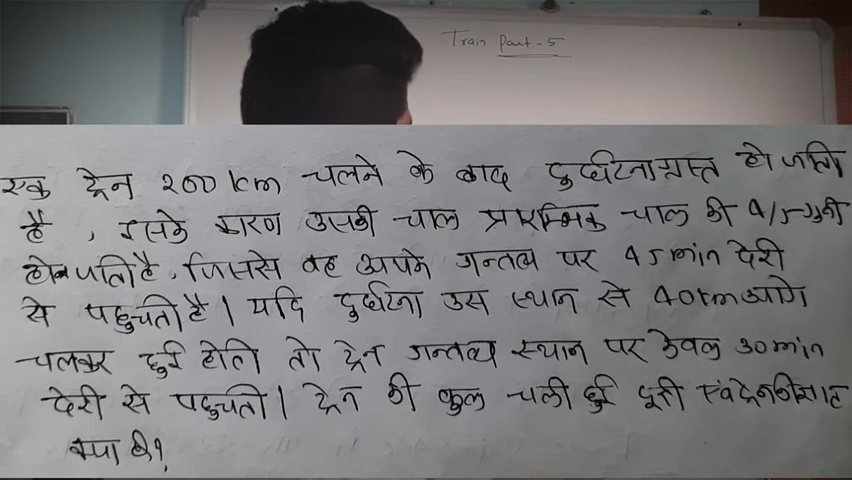 Train Part-5
एक ट्रेन 200 km चलने के बाद दुर्घटनाग्रस्त हो जाती
है, इसके कारण उसकी चाल प्रारम्भिक चाल की 4/5 गुनी
हो जाती है, जिससे वह अपने गन्तव्य पर 45 min देरी
से पहुचती है। यदि दुर्घटना उस स्थान से 40 km आगे
चलकर हुई होती तो ट्रेन गन्तव्य स्थान पर केवल 30 min
देरी से पहुचती। ट्रेन की कुल चली हुई दूरी एवं ट्रेन की चाल
क्या है?